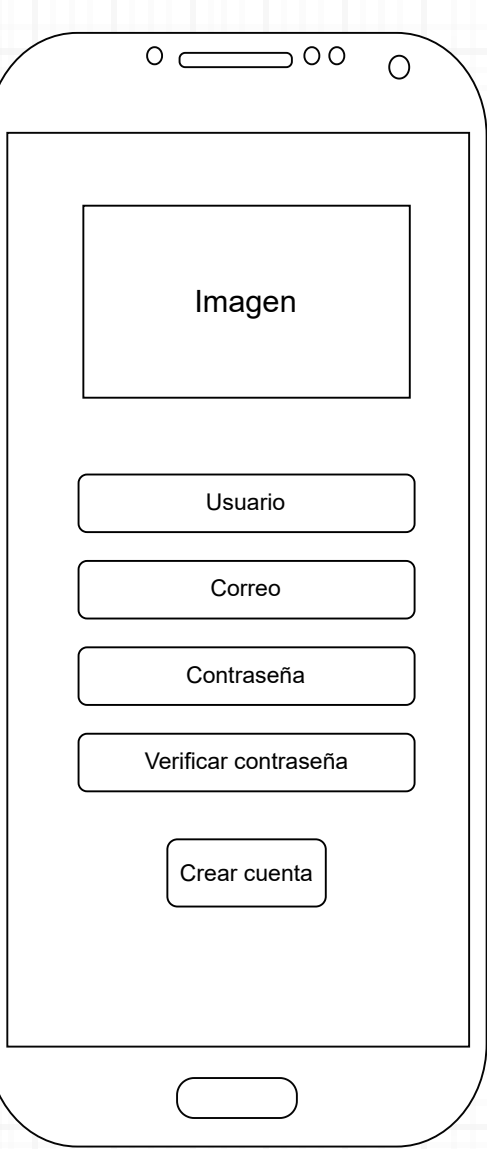 Imagen
Usuario
Correo
Contraseña
Verificar contraseña
Crear cuenta